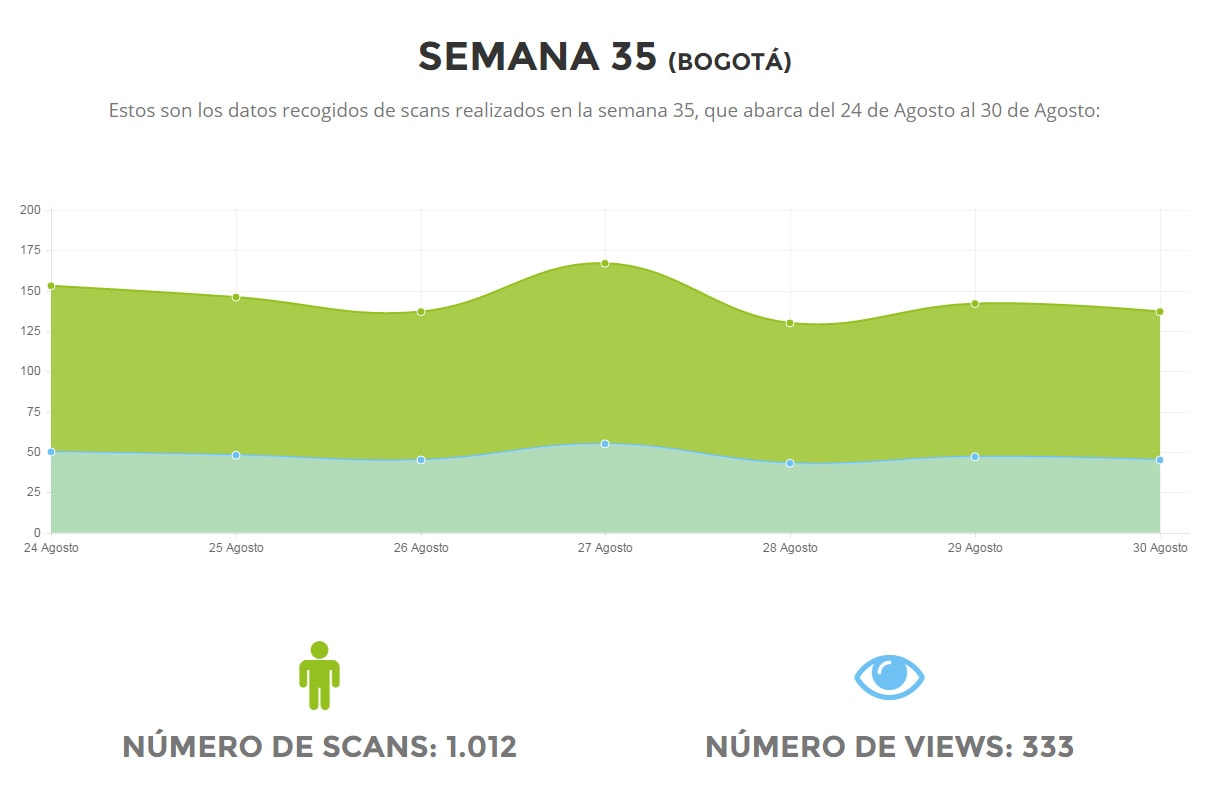 SEMANA 35 (BOGOTÁ)
Estos son los datos recogidos de scans realizados en la semana 35, que abarca del 24 de Agosto al 30 de Agosto:
200
175
150
125
100
75
50
25
0
24 Agosto 25 Agosto 26 Agosto 27 Agosto 28 Agosto 29 Agosto 30 Agosto
NÚMERO DE SCANS: 1.012 NÚMERO DE VIEWS: 333